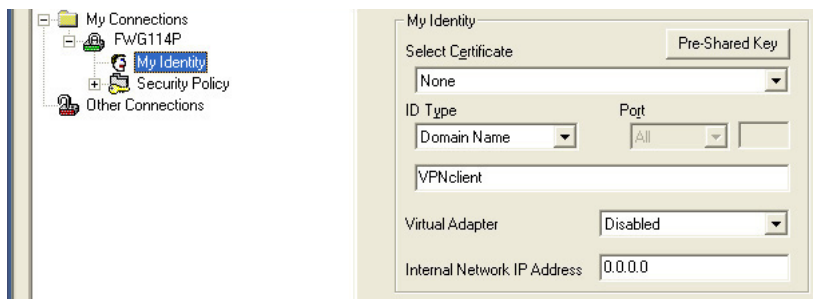 My Connections
FWG114P
My Identity
Security Policy
Other Connections
My Identity
Select Certificate
Pre-Shared Key
None
ID Type
Port
Domain Name
All
VPNclient
Virtual Adapter
Disabled
Internal Network IP Address
0.0.0.0